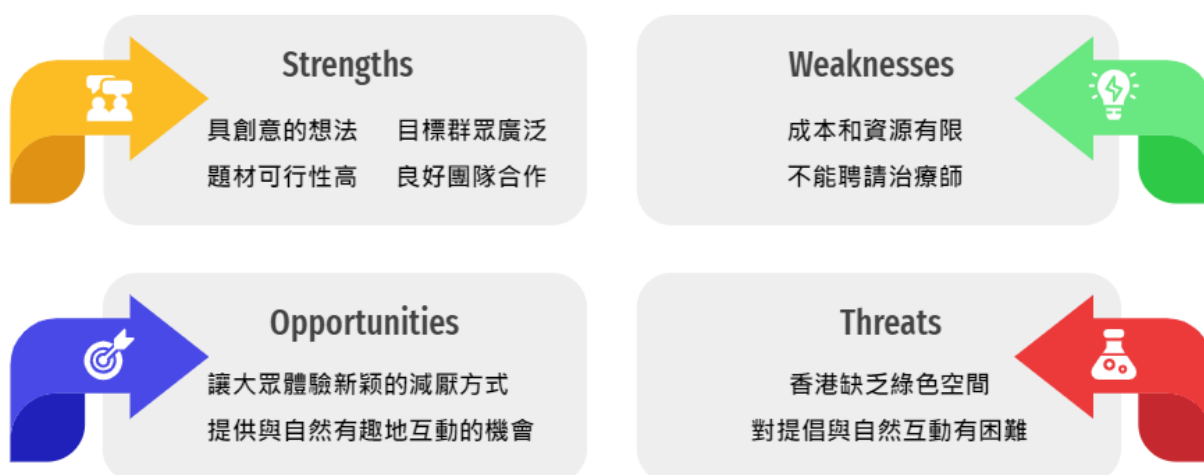 Strengths
具創意的想法 目標群眾廣泛
題材可行性高 良好團隊合作
Weaknesses
成本和資源有限
不能聘請治療師
Opportunities
讓大眾體驗新颖的減厭方式
提供與自然有趣地互動的機會
Threats
香港缺乏綠色空間
對提倡與自然互動有困難